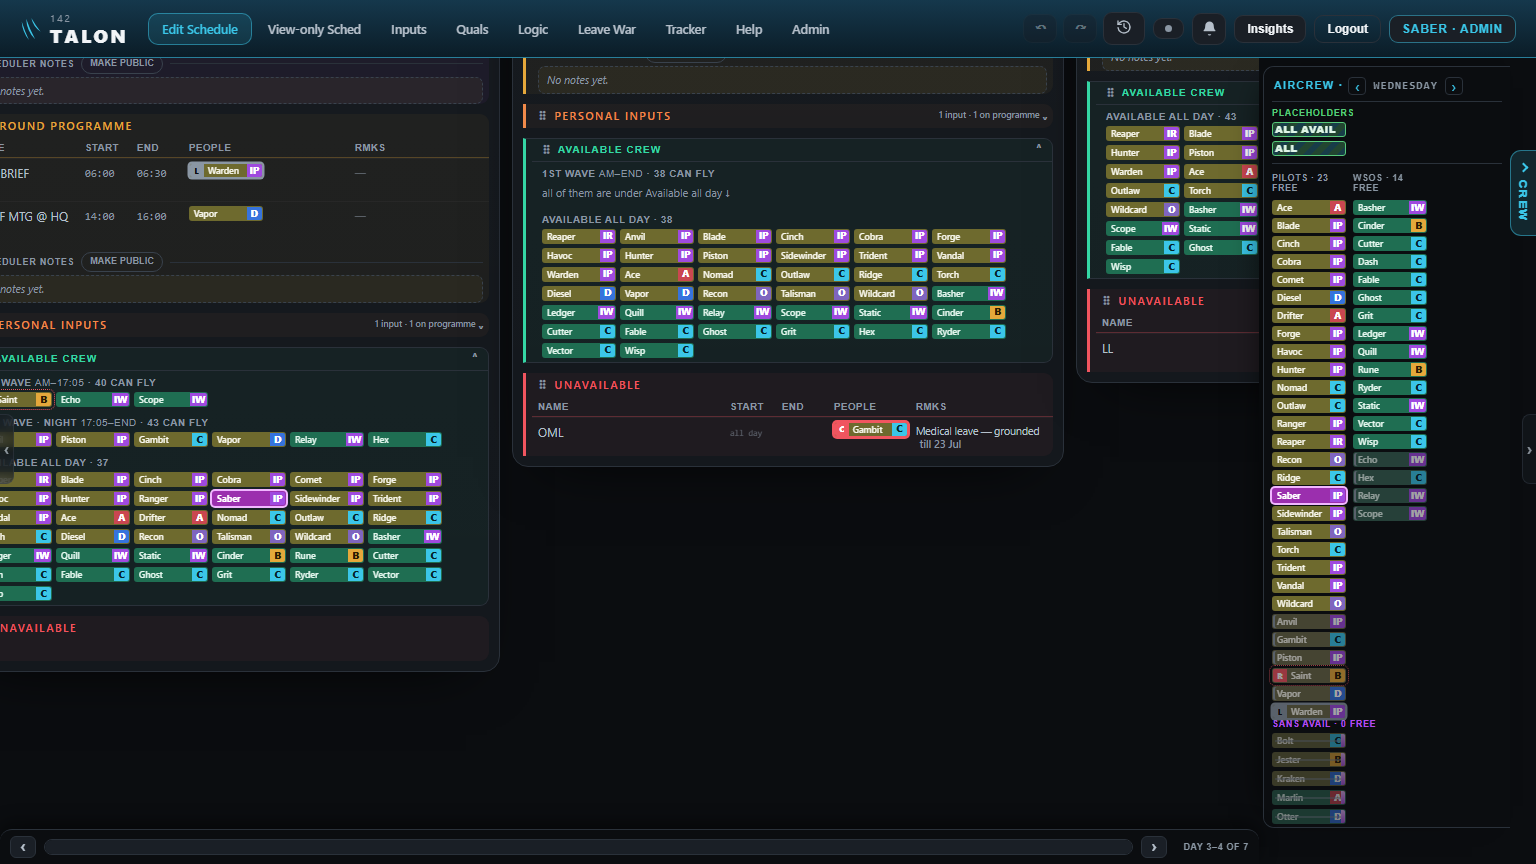 142
TALON
Edit Schedule
View-only Sched
Inputs
Quals
Logic
Leave War
Tracker
Help
Admin
Insights
Logout
SABER · ADMIN
EDULER NOTES MAKE PUBLIC
notes yet.
ROUND PROGRAMME
E START END PEOPLE RMKS
BRIEF 06:00 06:30 L Warden IP —
F MTG @ HQ 14:00 16:00 Vapor D —
EDULER NOTES MAKE PUBLIC
notes yet.
ERSONAL INPUTS 1 input · 1 on programme
VAILABLE CREW
WAVE AM–17:05 · 40 CAN FLY
Saint B Echo IW Scope IW
WAVE · NIGHT 17:05–END · 43 CAN FLY
IP Piston IP Gambit C Vapor D Relay IW Hex C
ABLE ALL DAY · 37
IR Blade IP Cinch IP Cobra IP Comet IP Forge IP
oc IP Hunter IP Ranger IP Saber IP Sidewinder IP Trident IP
dal IP Ace A Drifter A Nomad C Outlaw C Ridge C
h C Diesel D Recon O Talisman O Wildcard O Basher IW
ger IW Quill IW Static IW Cinder B Rune B Cutter C
C Fable C Ghost C Grit C Ryder C Vector C
C
NAVAILABLE
No notes yet.
PERSONAL INPUTS 1 input · 1 on programme
AVAILABLE CREW
1ST WAVE AM–END · 38 CAN FLY
all of them are under Available all day ↓
AVAILABLE ALL DAY · 38
Reaper IR Anvil IP Blade IP Cinch IP Cobra IP Forge IP
Havoc IP Hunter IP Piston IP Sidewinder IP Trident IP Vandal IP
Warden IP Ace A Nomad C Outlaw C Ridge C Torch C
Diesel D Vapor D Recon O Talisman O Wildcard O Basher IW
Ledger IW Quill IW Relay IW Scope IW Static IW Cinder B
Cutter C Fable C Ghost C Grit C Hex C Ryder C
Vector C Wisp C
UNAVAILABLE
NAME START END PEOPLE RMKS
OML all day C Gambit C Medical leave — grounded
till 23 Jul
No notes yet.
AVAILABLE CREW
AVAILABLE ALL DAY · 43
Reaper IR Blade IP
Hunter IP Piston IP
Warden IP Ace A
Outlaw C Torch C
Wildcard O Basher IW
Scope IW Static IW
Fable C Ghost C
Wisp C
UNAVAILABLE
NAME
LL
AIRCREW · ‹ WEDNESDAY ›
PLACEHOLDERS
ALL AVAIL
ALL
PILOTS · 23 FREE
WSOS · 14 FREE
Ace A Basher IW
Blade IP Cinder B
Cinch IP Cutter C
Cobra IP Dash C
Comet IP Fable C
Diesel D Ghost C
Drifter A Grit C
Forge IP Ledger IW
Havoc IP Quill IW
Hunter IP Rune B
Nomad C Ryder C
Outlaw C Static IW
Ranger IP Vector C
Reaper IR Wisp C
Recon O Echo IW
Ridge C Hex C
Saber IP Relay IW
Sidewinder IP Scope IW
Talisman O
Torch C
Trident IP
Vandal IP
Wildcard O
Anvil IP
Gambit C
Piston IP
R Saint B
Vapor D
L Warden IP
SANS AVAIL · 0 FREE
Bolt C
Jester B
Kraken D
Marlin A
Otter D
CREW
DAY 3–4 OF 7